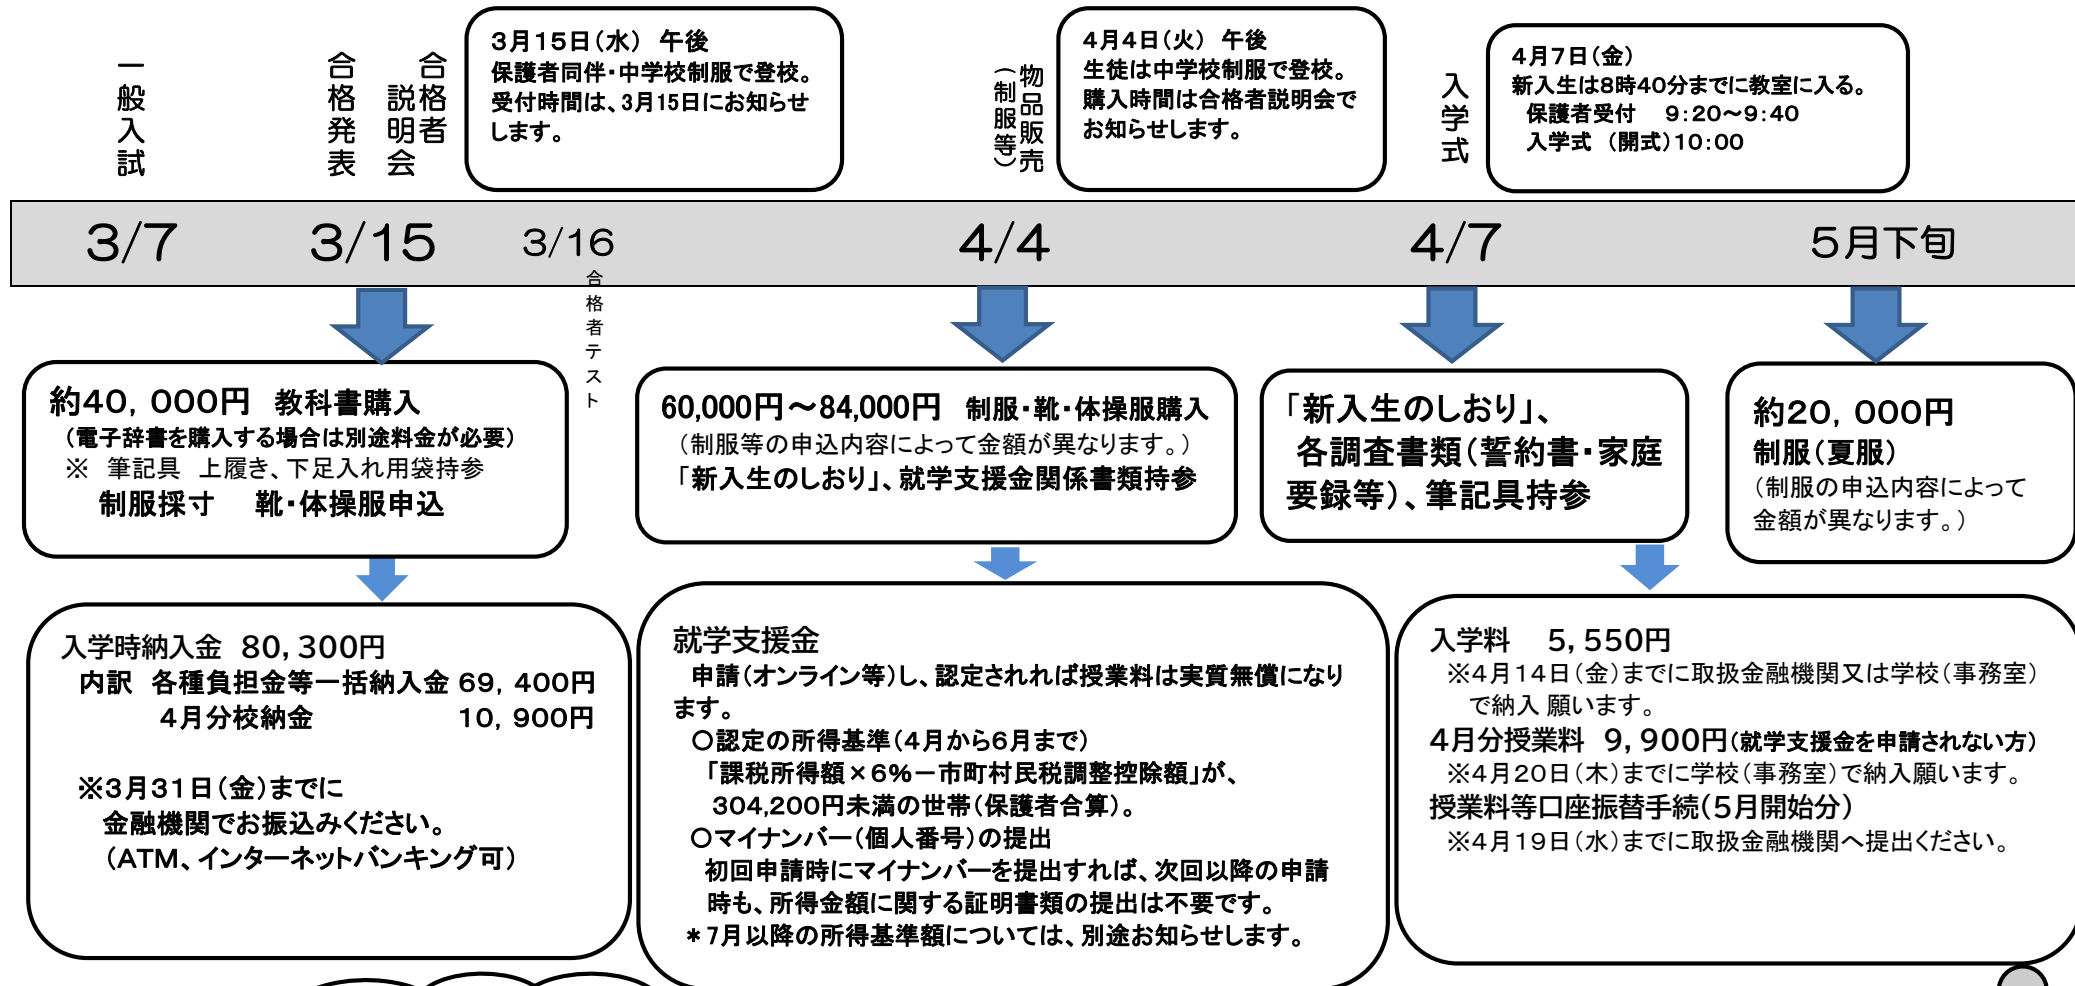 一般入試
合格発表
合格者
説明会
3月15日(水) 午後
保護者同伴・中学校制服で登校。
受付時間は、3月15日にお知らせ
します。
物品販売
(制服等)
4月4日(火) 午後
生徒は中学校制服で登校。
購入時間は合格者説明会で
お知らせします。
入学式
4月7日(金)
新入生は8時40分までに教室に入る。
保護者受付 9:20~9:40
入学式 (開式)10:00
3/7
3/15
3/16
4/4
4/7
5月下旬
合格者テスト
約40,000円 教科書購入
(電子辞書を購入する場合は別途料金が必要)
※ 筆記具 上履き、下足入れ用袋持参
制服採寸 靴・体操服申込
60,000円~84,000円 制服・靴・体操服購入
(制服等の申込内容によって金額が異なります。)
「新入生のしおり」、就学支援金関係書類持参
「新入生のしおり」、
各調査書類(誓約書・家庭
要録等)、筆記具持参
約20,000円
制服(夏服)
(制服の申込内容によって
金額が異なります。)
入学時納入金 80,300円
内訳 各種負担金等一括納入金 69,400円
4月分校納金 10,900円
※3月31日(金)までに
金融機関でお振込みください。
(ATM、インターネットバンキング可)
就学支援金
申請(オンライン等)し、認定されれば授業料は実質無償になり
ます。
○認定の所得基準(4月から6月まで)
「課税所得額×6%-市町村民税調整控除額」が、
304,200円未満の世帯(保護者合算)。
○マイナンバー(個人番号)の提出
初回申請時にマイナンバーを提出すれば、次回以降の申請
時も、所得金額に関する証明書類の提出は不要です。
*7月以降の所得基準額については、別途お知らせします。
入学料 5,550円
※4月14日(金)までに取扱金融機関又は学校(事務室)
で納入 願います。
4月分授業料 9,900円(就学支援金を申請されない方)
※4月20日(木)までに学校(事務室)で納入願います。
授業料等口座振替手続(5月開始分)
※4月19日(水)までに取扱金融機関へ提出ください。